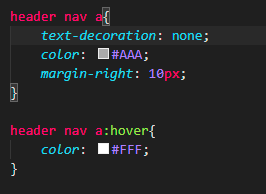 header nav a{
text-decoration: none;
color: #AAA;
margin-right: 10px;
}
header nav a:hover{
color: #FFF;
}